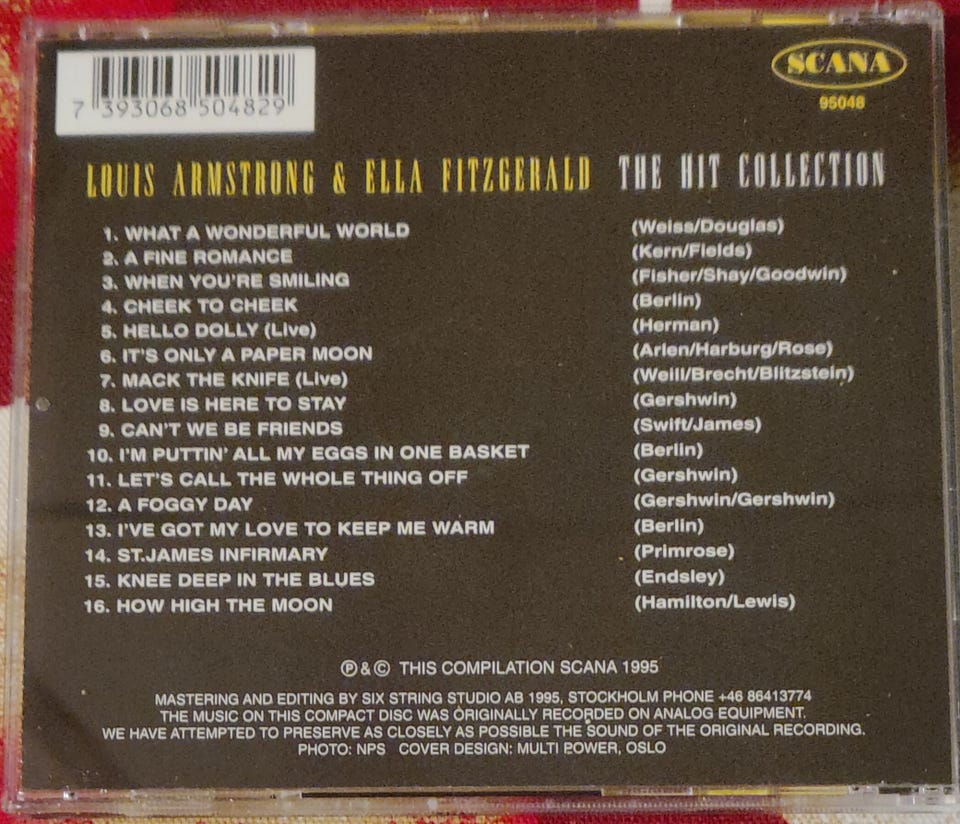 7 393068 504829
SCANA
95048
LOUIS ARMSTRONG & ELLA FITZGERALD THE HIT COLLECTION
1. WHAT A WONDERFUL WORLD (Weiss/Douglas)
2. A FINE ROMANCE (Kern/Fields)
3. WHEN YOU'RE SMILING (Fisher/Shay/Goodwin)
4. CHEEK TO CHEEK (Berlin)
5. HELLO DOLLY (Live) (Herman)
6. IT'S ONLY A PAPER MOON (Arlen/Harburg/Rose)
7. MACK THE KNIFE (Live) (Weill/Brecht/Blitzstein)
8. LOVE IS HERE TO STAY (Gershwin)
9. CAN'T WE BE FRIENDS (Swift/James)
10. I'M PUTTIN' ALL MY EGGS IN ONE BASKET (Berlin)
11. LET'S CALL THE WHOLE THING OFF (Gershwin)
12. A FOGGY DAY (Gershwin/Gershwin)
13. I'VE GOT MY LOVE TO KEEP ME WARM (Berlin)
14. ST.JAMES INFIRMARY (Primrose)
15. KNEE DEEP IN THE BLUES (Endsley)
16. HOW HIGH THE MOON (Hamilton/Lewis)
Ⓟ & © THIS COMPILATION SCANA 1995
MASTERING AND EDITING BY SIX STRING STUDIO AB 1995, STOCKHOLM PHONE +46 86413774
THE MUSIC ON THIS COMPACT DISC WAS ORIGINALLY RECORDED ON ANALOG EQUIPMENT.
WE HAVE ATTEMPTED TO PRESERVE AS CLOSELY AS POSSIBLE THE SOUND OF THE ORIGINAL RECORDING.
PHOTO: NPS COVER DESIGN: MULTI POWER, OSLO